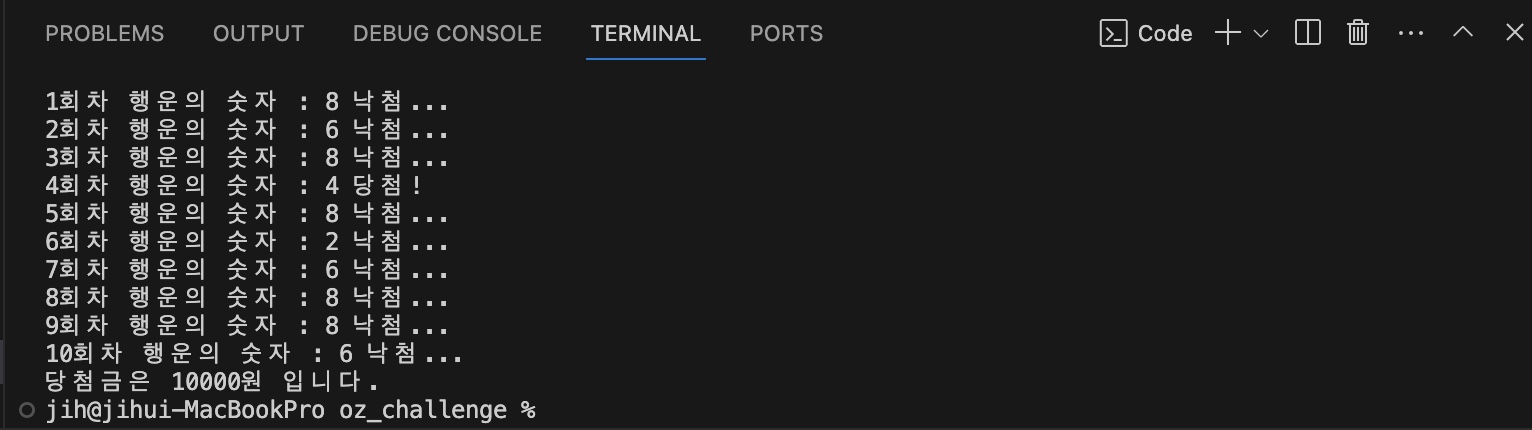 PROBLEMS OUTPUT DEBUG CONSOLE TERMINAL PORTS Code
1회차 행운의 숫자 : 8 낙첨...
2회차 행운의 숫자 : 6 낙첨...
3회차 행운의 숫자 : 8 낙첨...
4회차 행운의 숫자 : 4 당첨!
5회차 행운의 숫자 : 8 낙첨...
6회차 행운의 숫자 : 2 낙첨...
7회차 행운의 숫자 : 6 낙첨...
8회차 행운의 숫자 : 8 낙첨...
9회차 행운의 숫자 : 8 낙첨...
10회차 행운의 숫자 : 6 낙첨...
당첨금은 10000원 입니다.
jih@jihui-MacBookPro oz_challenge %